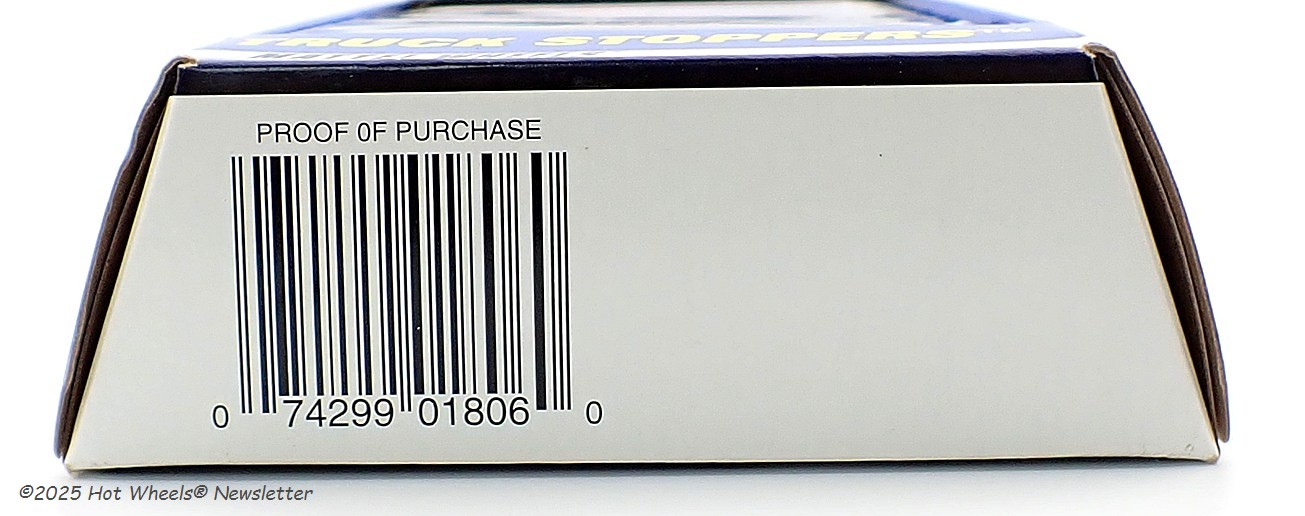 TRUCK STOPPERS™
PROOF 0F PURCHASE
0 74299 01806 0
©2025 Hot Wheels® Newsletter